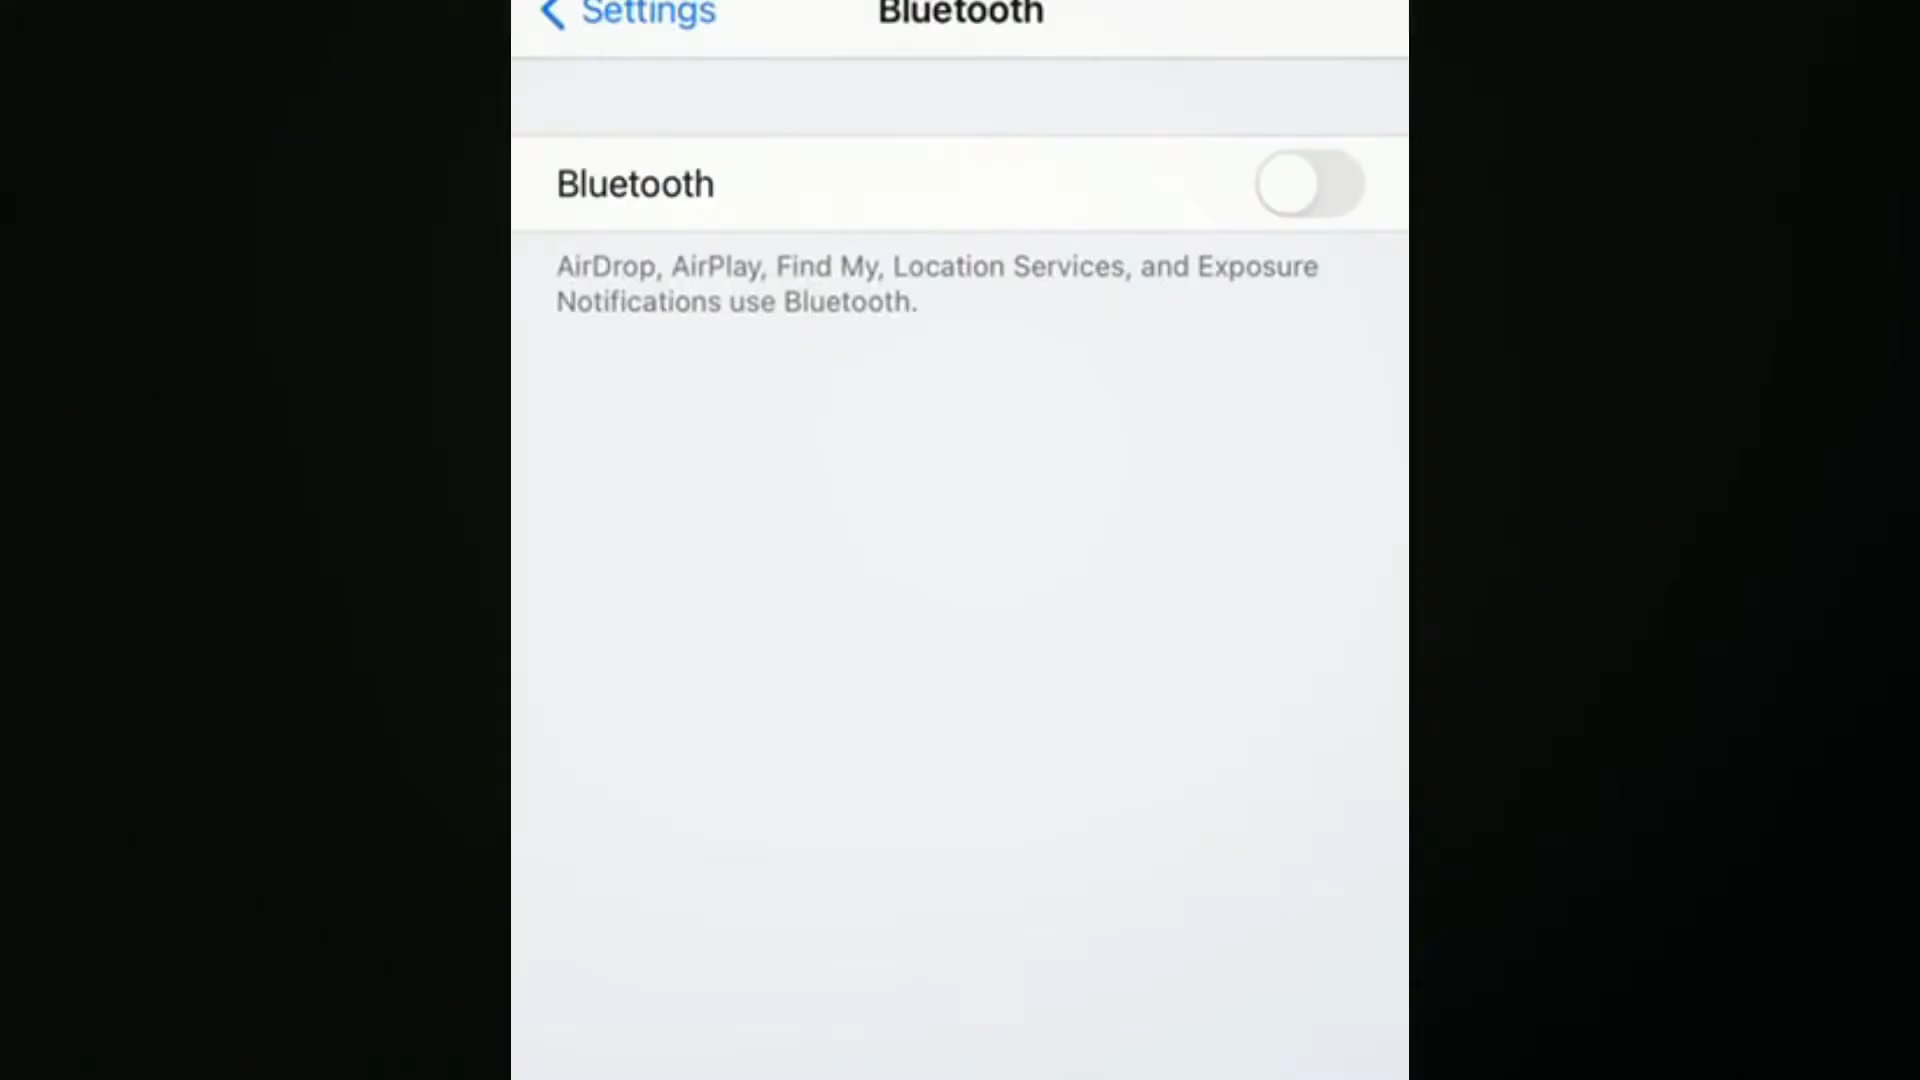 Settings
Bluetooth
Bluetooth
AirDrop, AirPlay, Find My, Location Services, and Exposure
Notifications use Bluetooth.